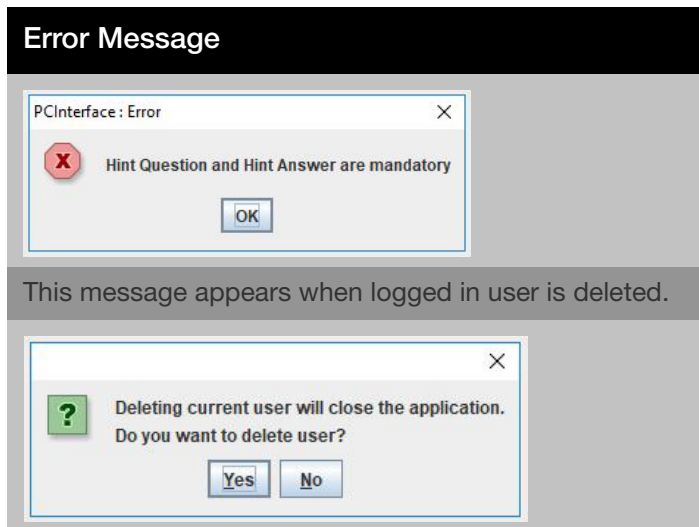 Error Message
PCInterface : Error
X
Hint Question and Hint Answer are mandatory
OK
This message appears when logged in user is deleted.
?
Deleting current user will close the application.
Do you want to delete user?
Yes No